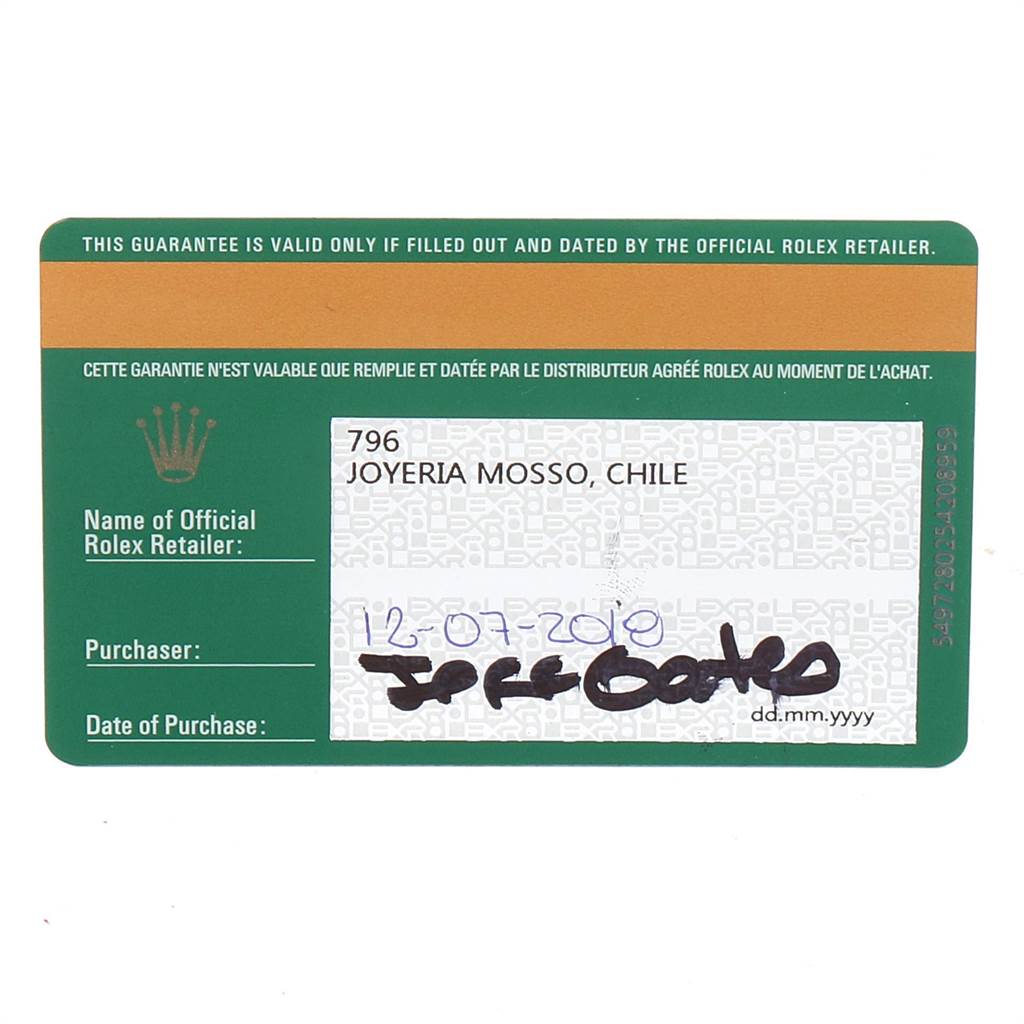 THIS GUARANTEE IS VALID ONLY IF FILLED OUT AND DATED BY THE OFFICIAL ROLEX RETAILER.
CETTE GARANTIE N'EST VALABLE QUE REMPLIE ET DATÉE PAR LE DISTRIBUTEUR AGRÉÉ ROLEX AU MOMENT DE L'ACHAT.
796
JOYERIA MOSSO, CHILE
Name of Official
Rolex Retailer:
12-07-2018
Purchaser:
dd.mm.yyyy
Date of Purchase:
5497280254208959